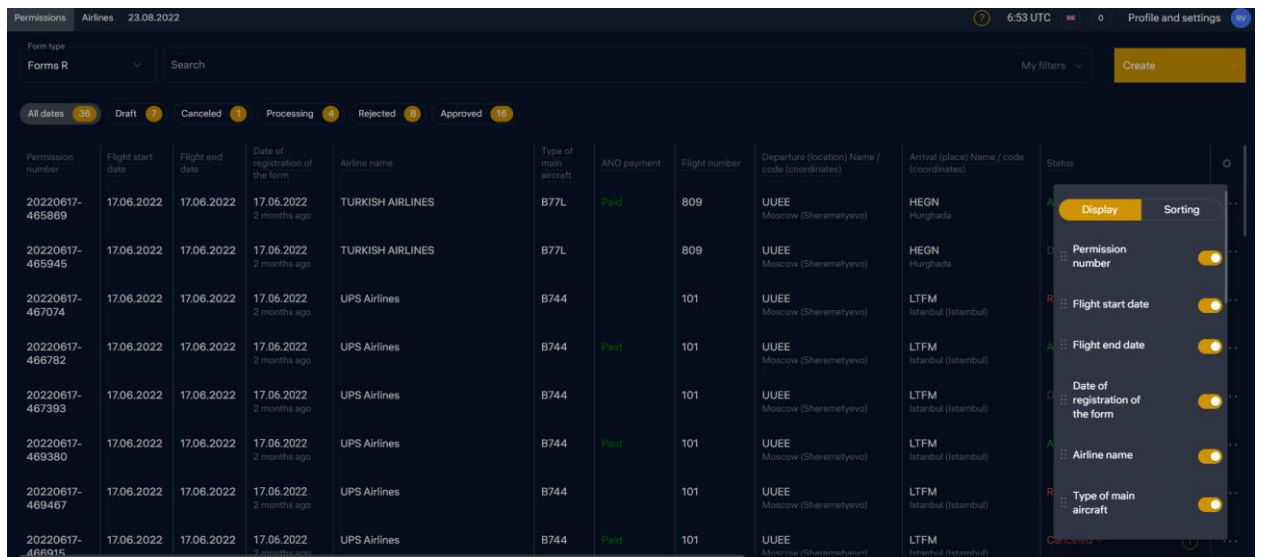 Permissions Airlines 23.08.2022 ? 6:53 UTC 0 Profile and settings RV
Form type
Forms R Search My filters Create
All dates 36 Draft 7 Canceled 1 Processing 4 Rejected 8 Approved 16
Permission number Flight start date Flight end date Date of registration of the form Airline name Type of main aircraft ANO payment Flight number Departure (location) Name / code (coordinates) Arrival (place) Name / code (coordinates) Status
20220617- 17.06.2022 17.06.2022 17.06.2022 TURKISH AIRLINES B77L Paid 809 UUEE HEGN A
465869 2 months ago Moscow (Sheremetyevo) Hurghada
20220617- 17.06.2022 17.06.2022 17.06.2022 TURKISH AIRLINES B77L 809 UUEE HEGN D
465945 2 months ago Moscow (Sheremetyevo) Hurghada
20220617- 17.06.2022 17.06.2022 17.06.2022 UPS Airlines B744 101 UUEE LTFM R
467074 2 months ago Moscow (Sheremetyevo) Istanbul (Istambul)
20220617- 17.06.2022 17.06.2022 17.06.2022 UPS Airlines B744 Paid 101 UUEE LTFM A
466782 2 months ago Moscow (Sheremetyevo) Istanbul (Istambul)
20220617- 17.06.2022 17.06.2022 17.06.2022 UPS Airlines B744 101 UUEE LTFM D
467393 2 months ago Moscow (Sheremetyevo) Istanbul (Istambul)
20220617- 17.06.2022 17.06.2022 17.06.2022 UPS Airlines B744 Paid 101 UUEE LTFM A
469380 2 months ago Moscow (Sheremetyevo) Istanbul (Istambul)
20220617- 17.06.2022 17.06.2022 17.06.2022 UPS Airlines B744 101 UUEE LTFM R
469467 2 months ago Moscow (Sheremetyevo) Istanbul (Istambul)
20220617- 17.06.2022 17.06.2022 17.06.2022 UPS Airlines B744 Paid 101 UUEE LTFM Canceled ?
466915 2 months ago Moscow (Sheremetyevo) Istanbul (Istambul)
Display Sorting
Permission
number
Flight start date
Flight end date
Date of
registration of
the form
Airline name
Type of main
aircraft